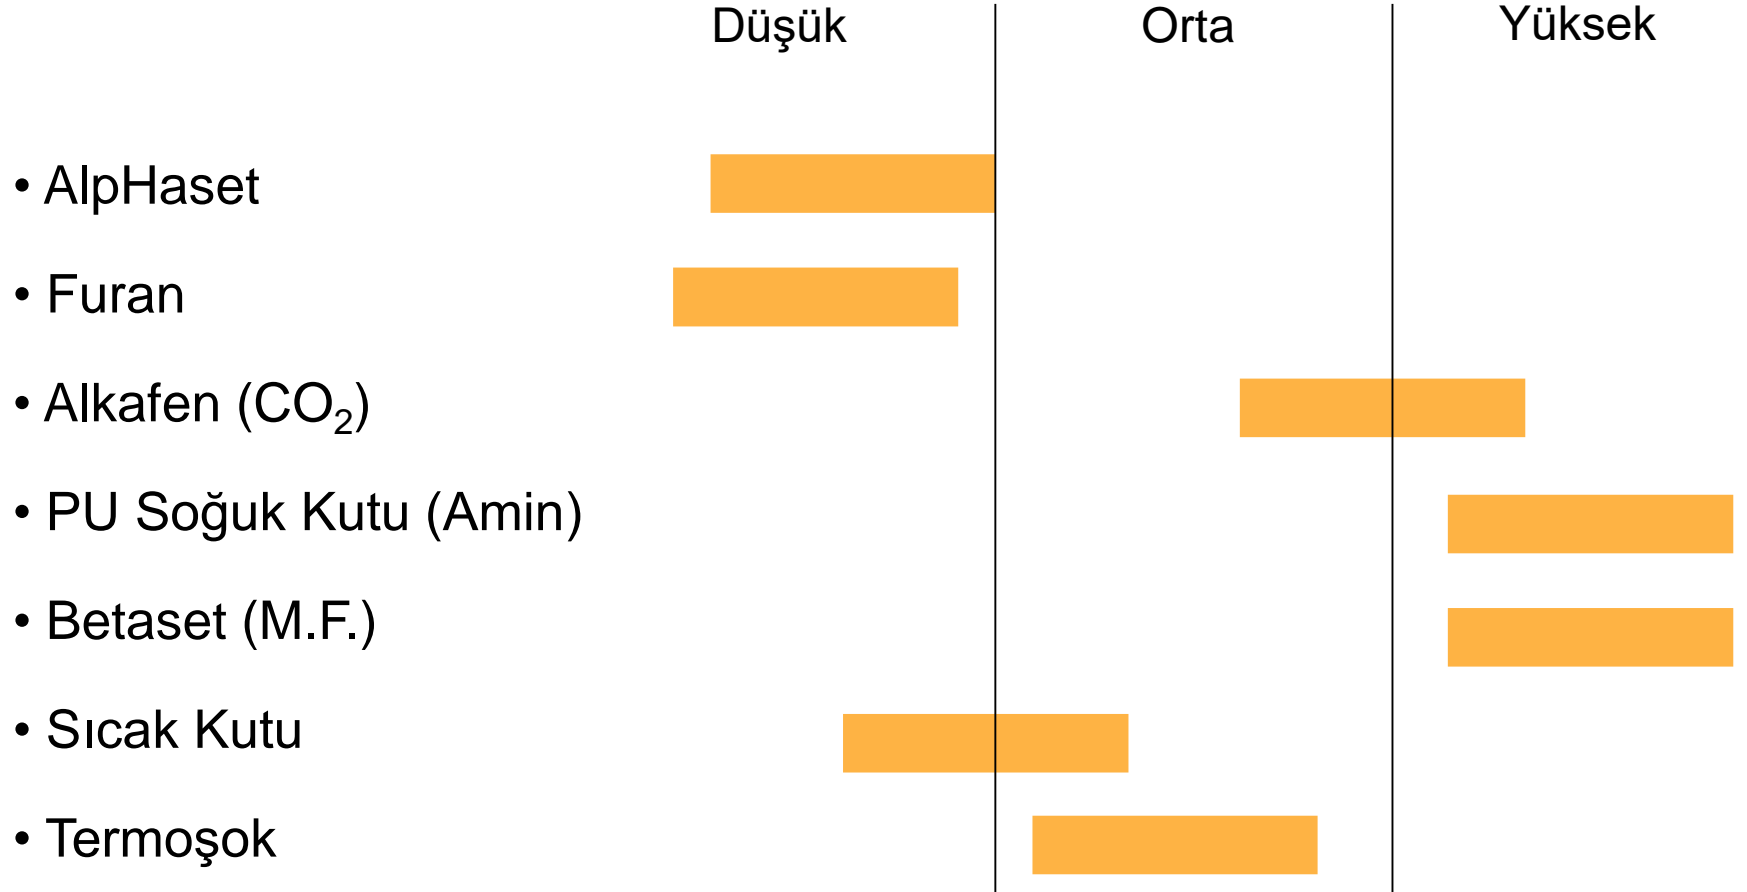 Düşük Orta Yüksek
• AlpHaset
• Furan
• Alkafen (CO₂)
• PU Soğuk Kutu (Amin)
• Betaset (M.F.)
• Sıcak Kutu
• Termoşok